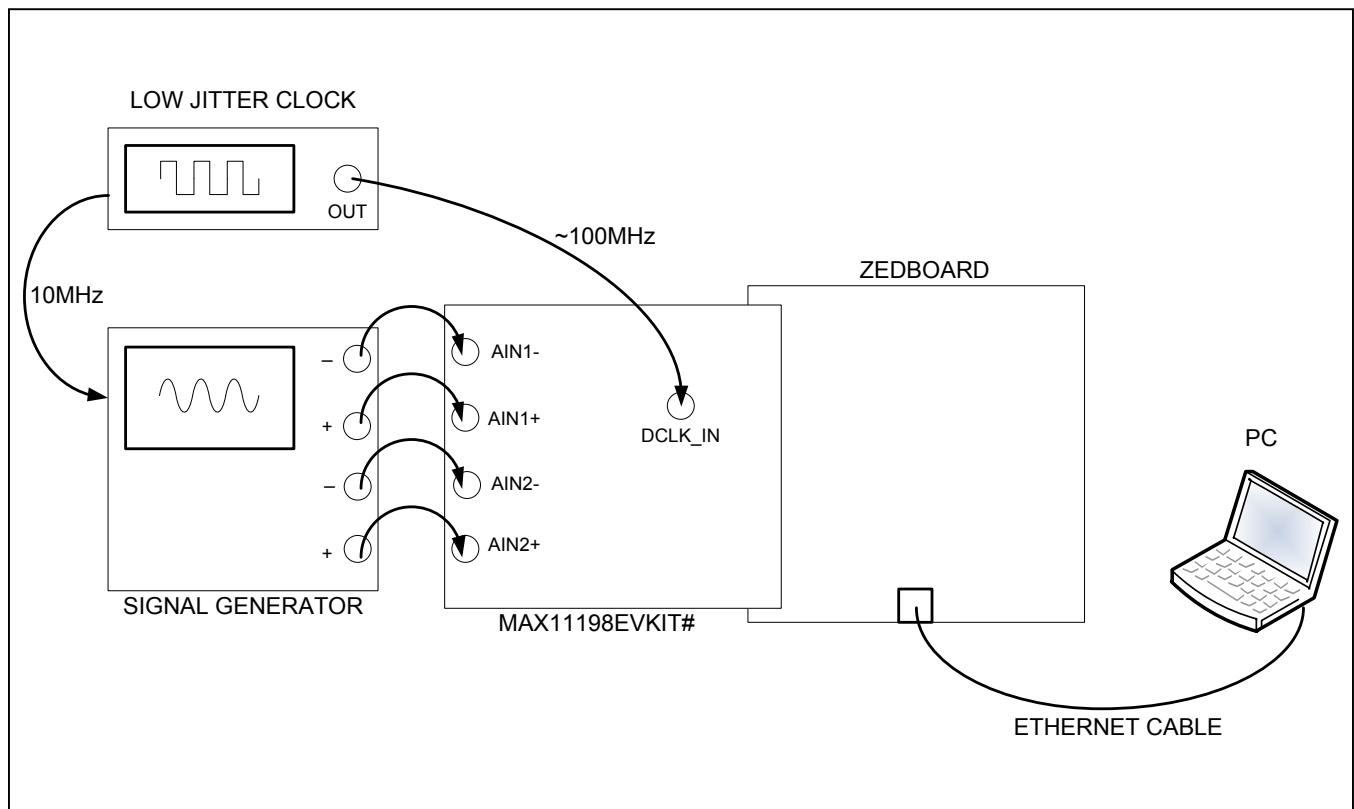 LOW JITTER CLOCK
OUT
~100MHz
10MHz
ZEDBOARD
– AIN1-
+ AIN1+
DCLK_IN
– AIN2-
+ AIN2+
PC
SIGNAL GENERATOR
MAX11198EVKIT#
ETHERNET CABLE